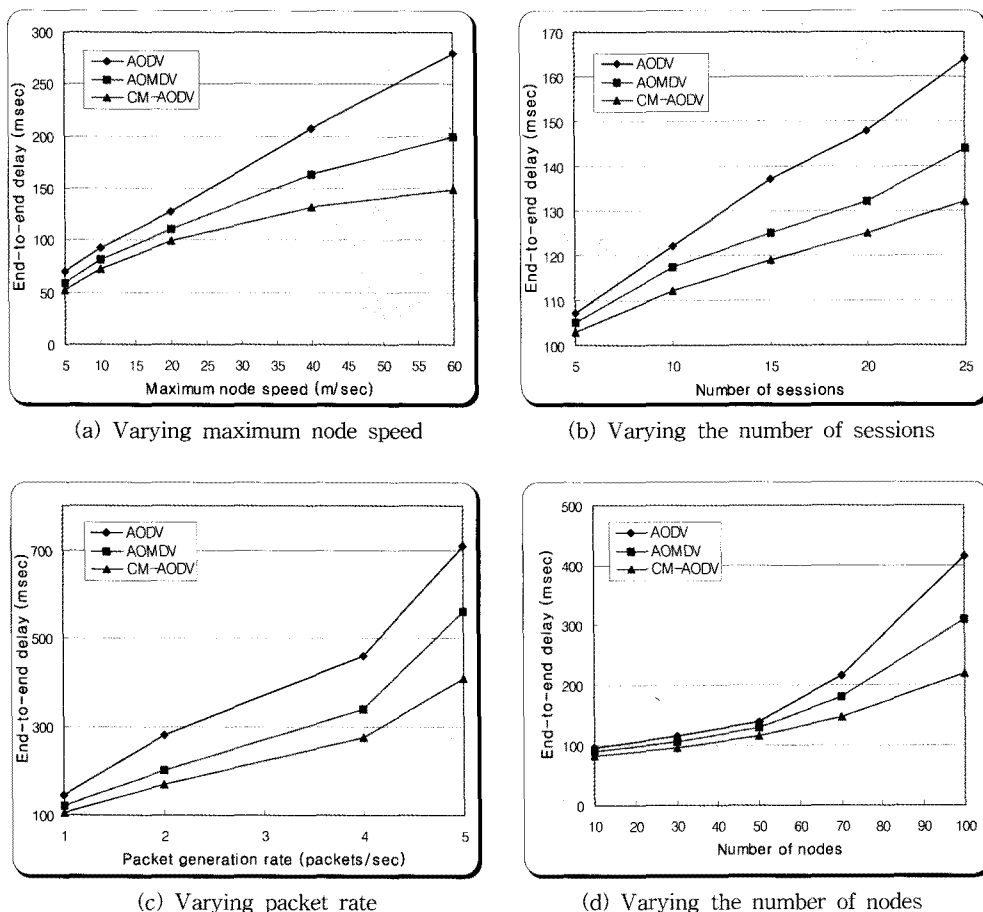 300
250
200
150
100
50
0
End-to-end delay (msec)
AODV
AOMDV
CM-AODV
5 10 15 20 25 30 35 40 45 50 55 60
Maximum node speed (m/sec)
(a) Varying maximum node speed
170
160
150
140
130
120
110
100
End-to-end delay (msec)
AODV
AOMDV
CM-AODV
5 10 15 20 25
Number of sessions
(b) Varying the number of sessions
700
500
300
100
End-to-end delay (msec)
AODV
AOMDV
CM-AODV
1 2 3 4 5
Packet generation rate (packets/sec)
(c) Varying packet rate
500
400
300
200
100
0
End-to-end delay (msec)
AODV
AOMDV
CM-AODV
10 20 30 40 50 60 70 80 90 100
Number of nodes
(d) Varying the number of nodes